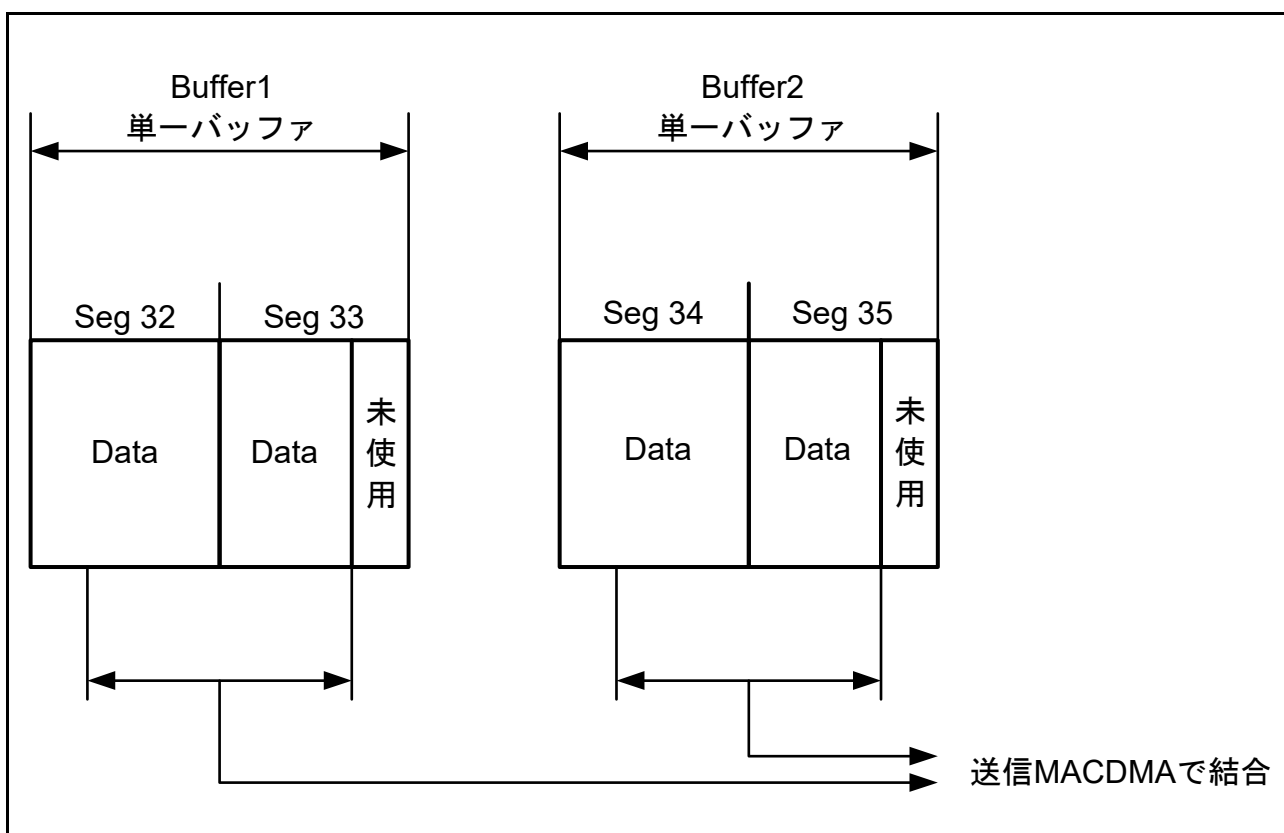 Buffer1
単一バッファ
Buffer2
単一バッファ
Seg 32
Seg 33
Seg 34
Seg 35
Data
Data
未使用
Data
Data
未使用
送信MACDMAで結合